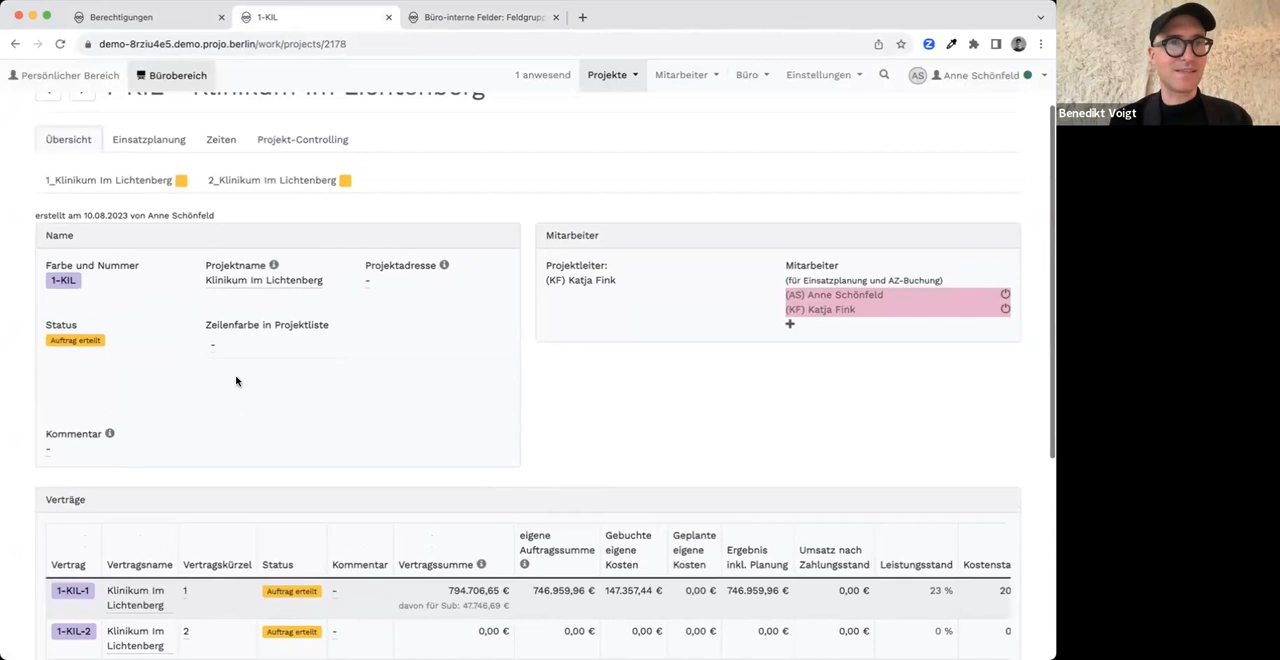 Berechtigungen
1-KIL
Büro-interne Felder: Feldgrupp
demo-8rziu4e5.demo.projo.berlin/work/projects/2178
Persönlicher Bereich
Bürobereich
1 anwesend
Projekte
Mitarbeiter
Büro
Einstellungen
AS
Anne Schönfeld
1-KIL - Klinikum Im Lichtenberg
Übersicht
Einsatzplanung
Zeiten
Projekt-Controlling
1_Klinikum Im Lichtenberg
2_Klinikum Im Lichtenberg
erstellt am 10.08.2023 von Anne Schönfeld
Name
Farbe und Nummer
1-KIL
Projektname
Klinikum Im Lichtenberg
Projektadresse
-
Status
Auftrag erteilt
Zeilenfarbe in Projektliste
-
Kommentar
-
Mitarbeiter
Projektleiter:
(KF) Katja Fink
Mitarbeiter
(für Einsatzplanung und AZ-Buchung)
(AS) Anne Schönfeld
(KF) Katja Fink
Verträge
Vertrag Vertragsname Vertragskürzel Status Kommentar Vertragssumme eigene Auftragssumme Gebuchte eigene Kosten Geplante eigene Kosten Ergebnis inkl. Planung Umsatz nach Zahlungsstand Leistungsstand Kostensta
1-KIL-1 Klinikum Im Lichtenberg 1 Auftrag erteilt - 794.706,65 € 746.959,96 € 147.357,44 € 0,00 € 746.959,96 € 0,00 € 23 % 20
davon für Sub: 47.746,69 €
1-KIL-2 Klinikum Im Lichtenberg 2 Auftrag erteilt - 0,00 € 0,00 € 0,00 € 0,00 € 0,00 € 0,00 € 0 % 0
Benedikt Voigt